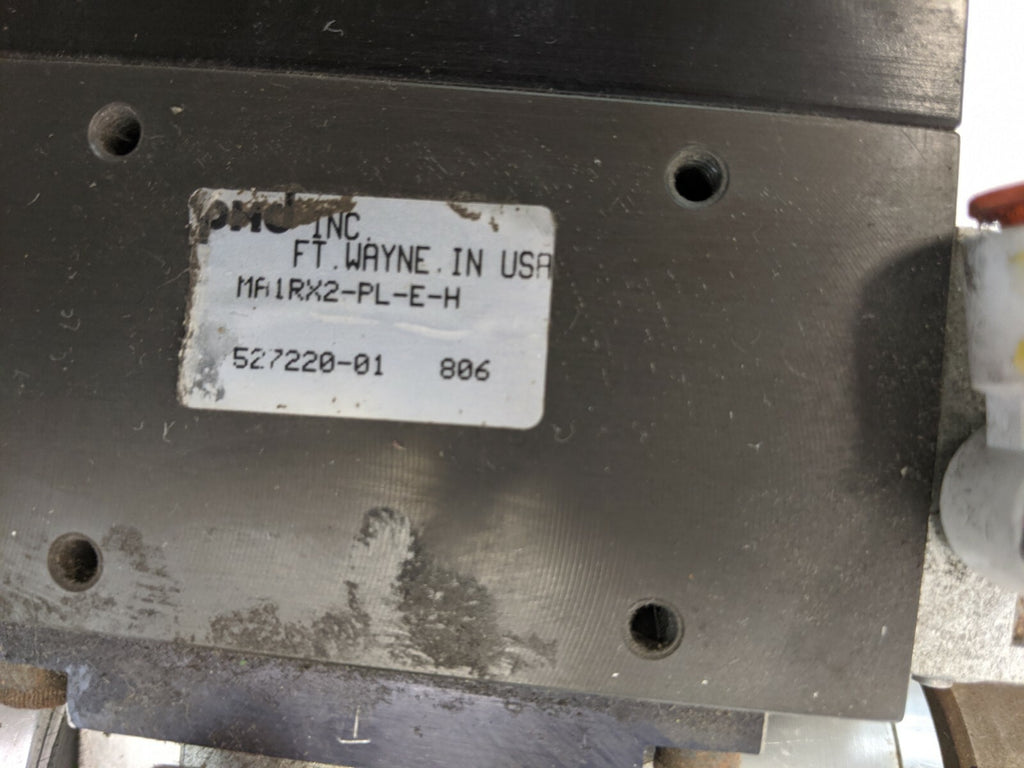 PHD INC.
FT. WAYNE. IN USA
MA1RX2-PL-E-H
527220-01 806